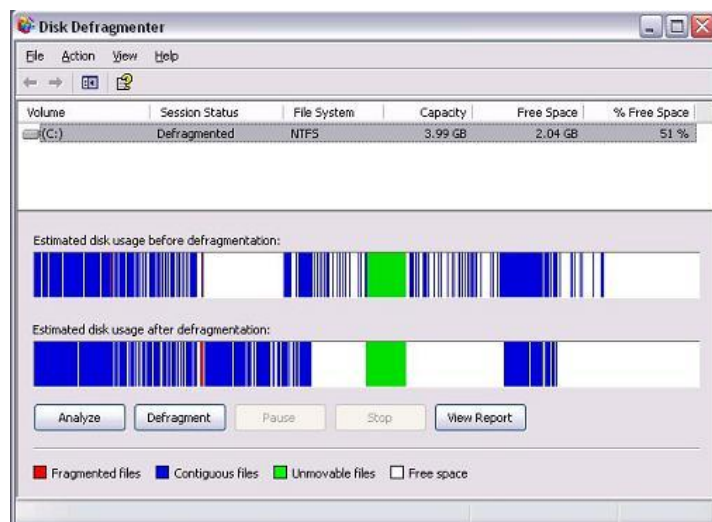 Disk Defragmenter
File Action View Help
Volume Session Status File System Capacity Free Space % Free Space
(C:) Defragmented NTFS 3.99 GB 2.04 GB 51 %
Estimated disk usage before defragmentation:
Estimated disk usage after defragmentation:
Analyze Defragment Pause Stop View Report
Fragmented files Contiguous files Unmovable files Free space